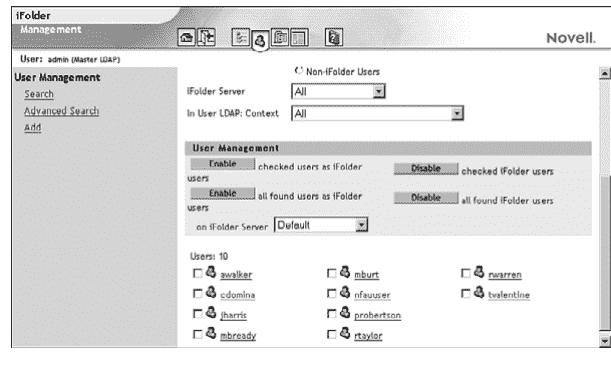 iFolder
Management
Novell.
User: admin (Master LDAP)
User Management
Search
Advanced Search
Add
Non-iFolder Users
iFolder Server All
In User LDAP: Context All
User Management
Enable checked users as iFolder users
Disable checked iFolder users
Enable all found users as iFolder users
Disable all found iFolder users
on iFolder Server Default
Users: 10
awalker mburt rwarren
cdomina nfauuser tvalentine
jharris probertson
mbready rtaylor